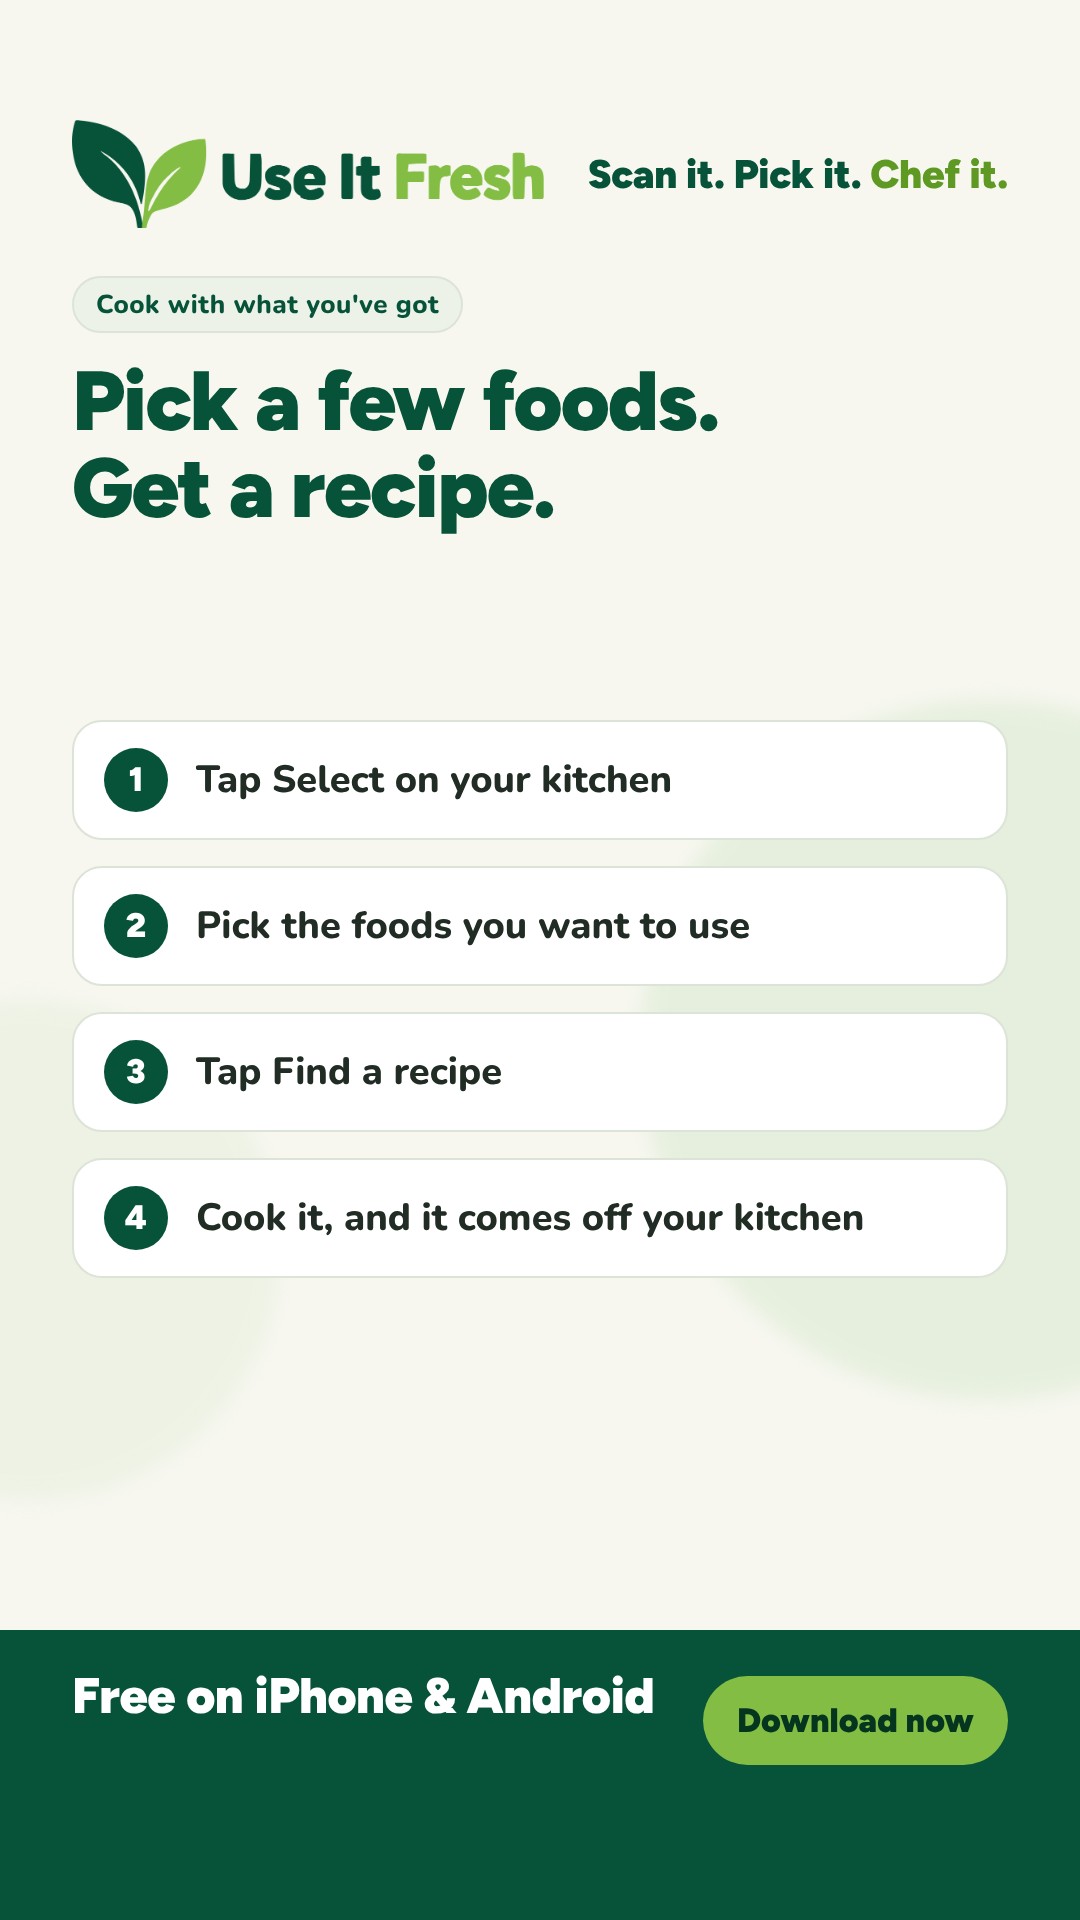 Use It Fresh
Scan it. Pick it. Chef it.
Cook with what you've got
Pick a few foods.
Get a recipe.
1 Tap Select on your kitchen
2 Pick the foods you want to use
3 Tap Find a recipe
4 Cook it, and it comes off your kitchen
Free on iPhone & Android
Download now